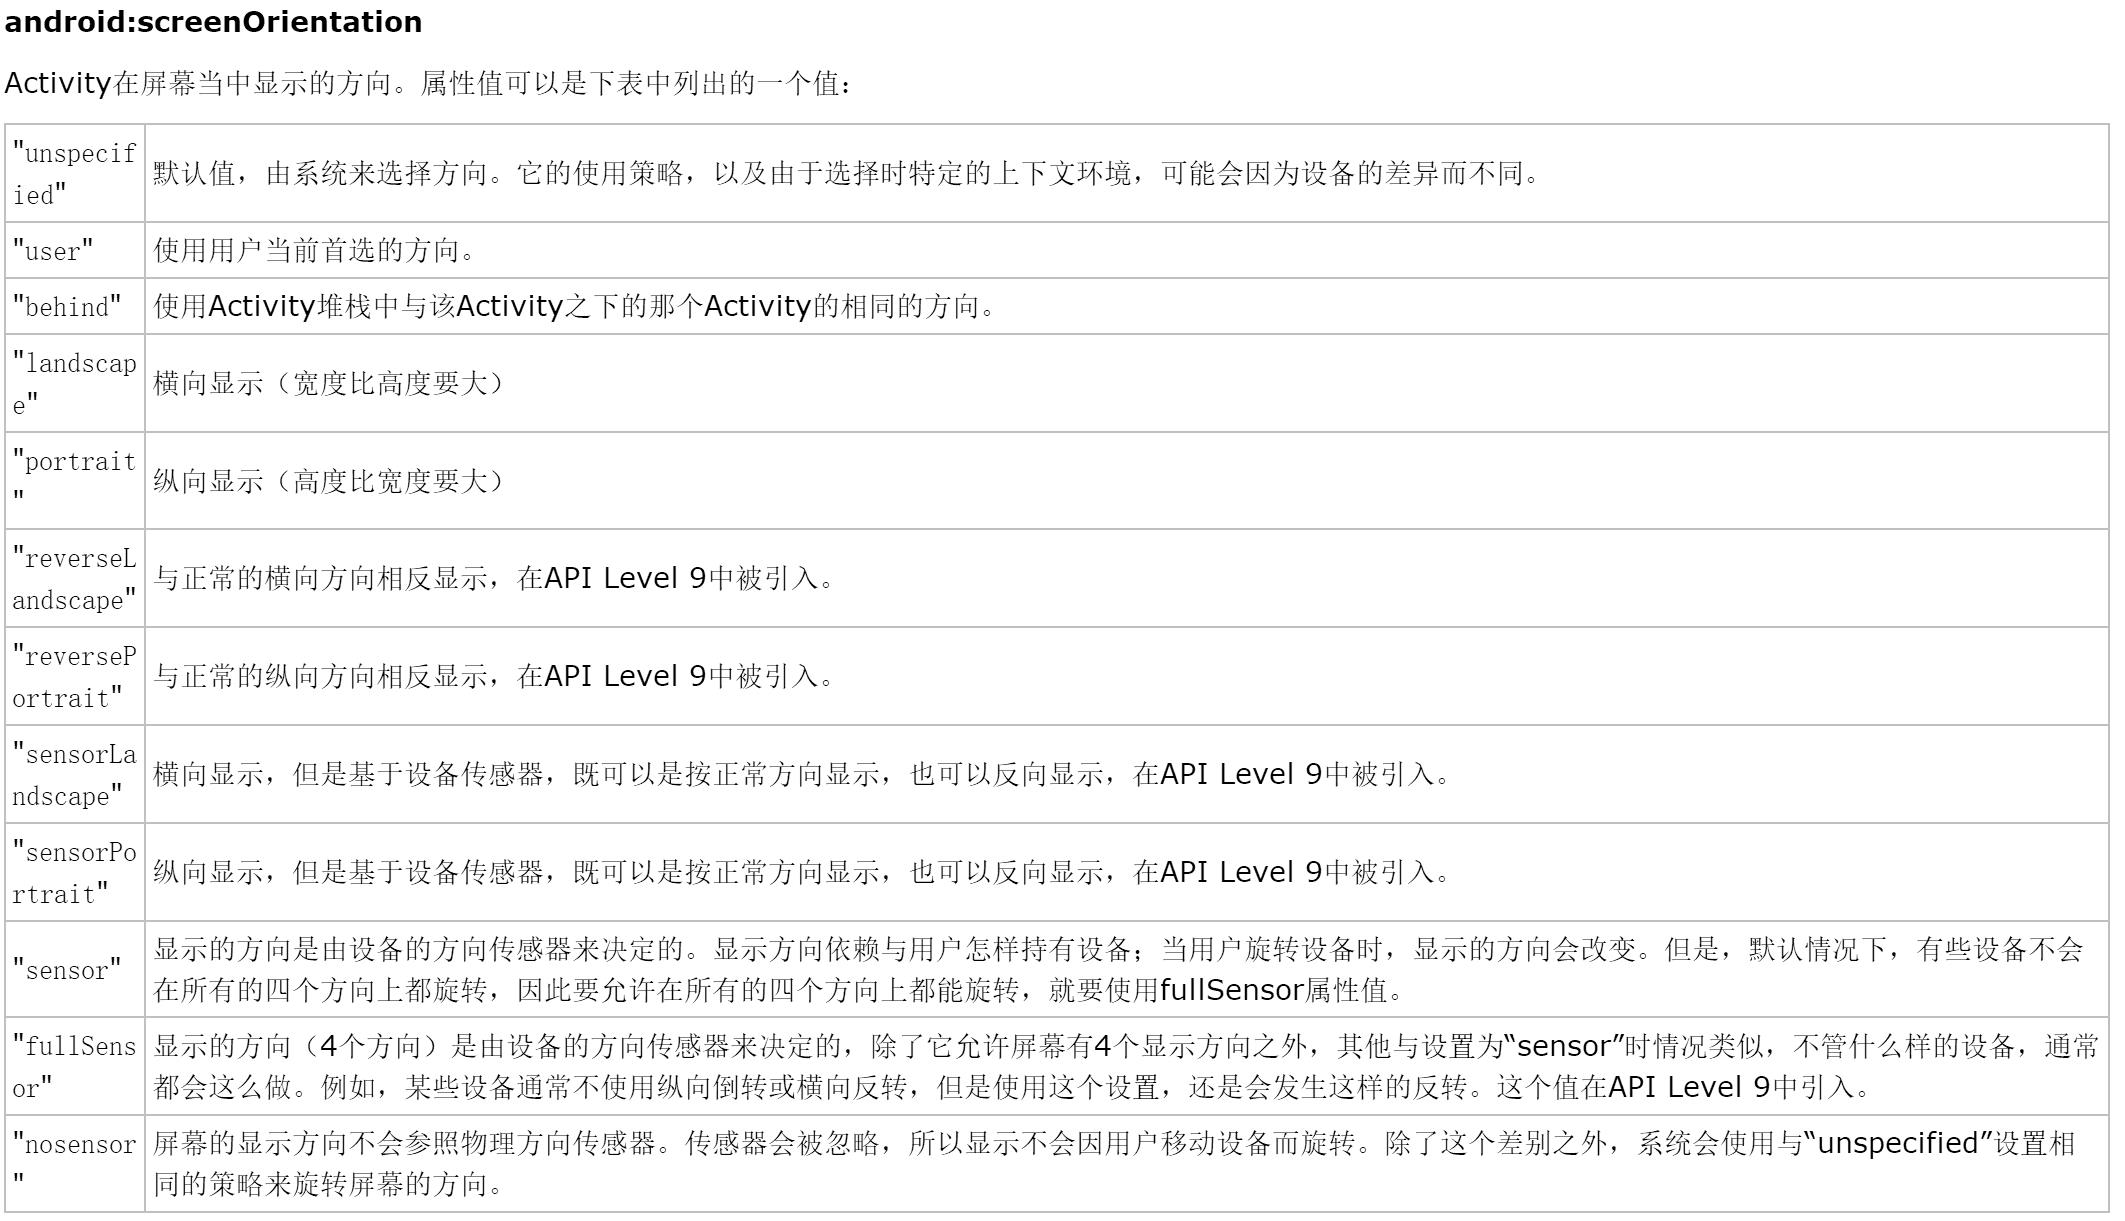 android:screenOrientation
Activity在屏幕当中显示的方向。属性值可以是下表中列出的一个值：
"unspecif
ied"
默认值，由系统来选择方向。它的使用策略，以及由于选择时特定的上下文环境，可能会因为设备的差异而不同。
"user"
使用用户当前首选的方向。
"behind"
使用Activity堆栈中与该Activity之下的那个Activity的相同的方向。
"landscap
e"
横向显示（宽度比高度要大）
"portrait
"
纵向显示（高度比宽度要大）
"reverseL
andscape"
与正常的横向方向相反显示，在API Level 9中被引入。
"reverseP
ortrait"
与正常的纵向方向相反显示，在API Level 9中被引入。
"sensorLa
ndscape"
横向显示，但是基于设备传感器，既可以是按正常方向显示，也可以反向显示，在API Level 9中被引入。
"sensorPo
rtrait"
纵向显示，但是基于设备传感器，既可以是按正常方向显示，也可以反向显示，在API Level 9中被引入。
"sensor"
显示的方向是由设备的方向传感器来决定的。显示方向依赖与用户怎样持有设备；当用户旋转设备时，显示的方向会改变。但是，默认情况下，有些设备不会
在所有的四个方向上都旋转，因此要允许在所有的四个方向上都能旋转，就要使用fullSensor属性值。
"fullSens
or"
显示的方向（4个方向）是由设备的方向传感器来决定的，除了它允许屏幕有4个显示方向之外，其他与设置为“sensor”时情况类似，不管什么样的设备，通常
都会这么做。例如，某些设备通常不使用纵向倒转或横向反转，但是使用这个设置，还是会发生这样的反转。这个值在API Level 9中引入。
"nosensor
"
屏幕的显示方向不会参照物理方向传感器。传感器会被忽略，所以显示不会因用户移动设备而旋转。除了这个差别之外，系统会使用与“unspecified”设置相
同的策略来旋转屏幕的方向。